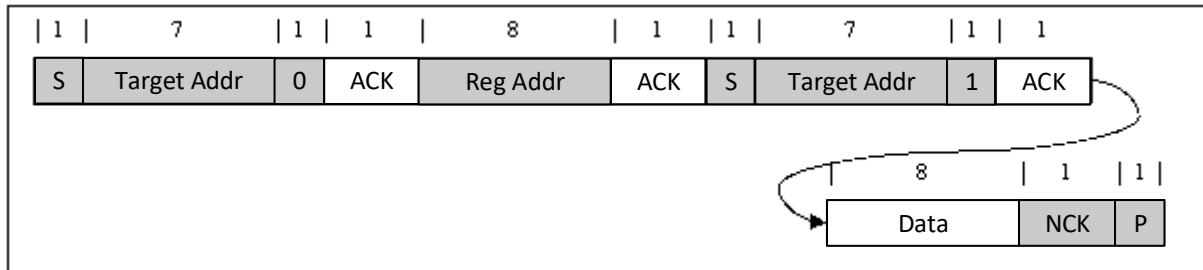 | 1 | 7 | 1 | 1 | 8 | 1 | 1 | 7 | 1 | 1
S Target Addr 0 ACK Reg Addr ACK S Target Addr 1 ACK
| 8 | 1 | 1 |
Data NCK P